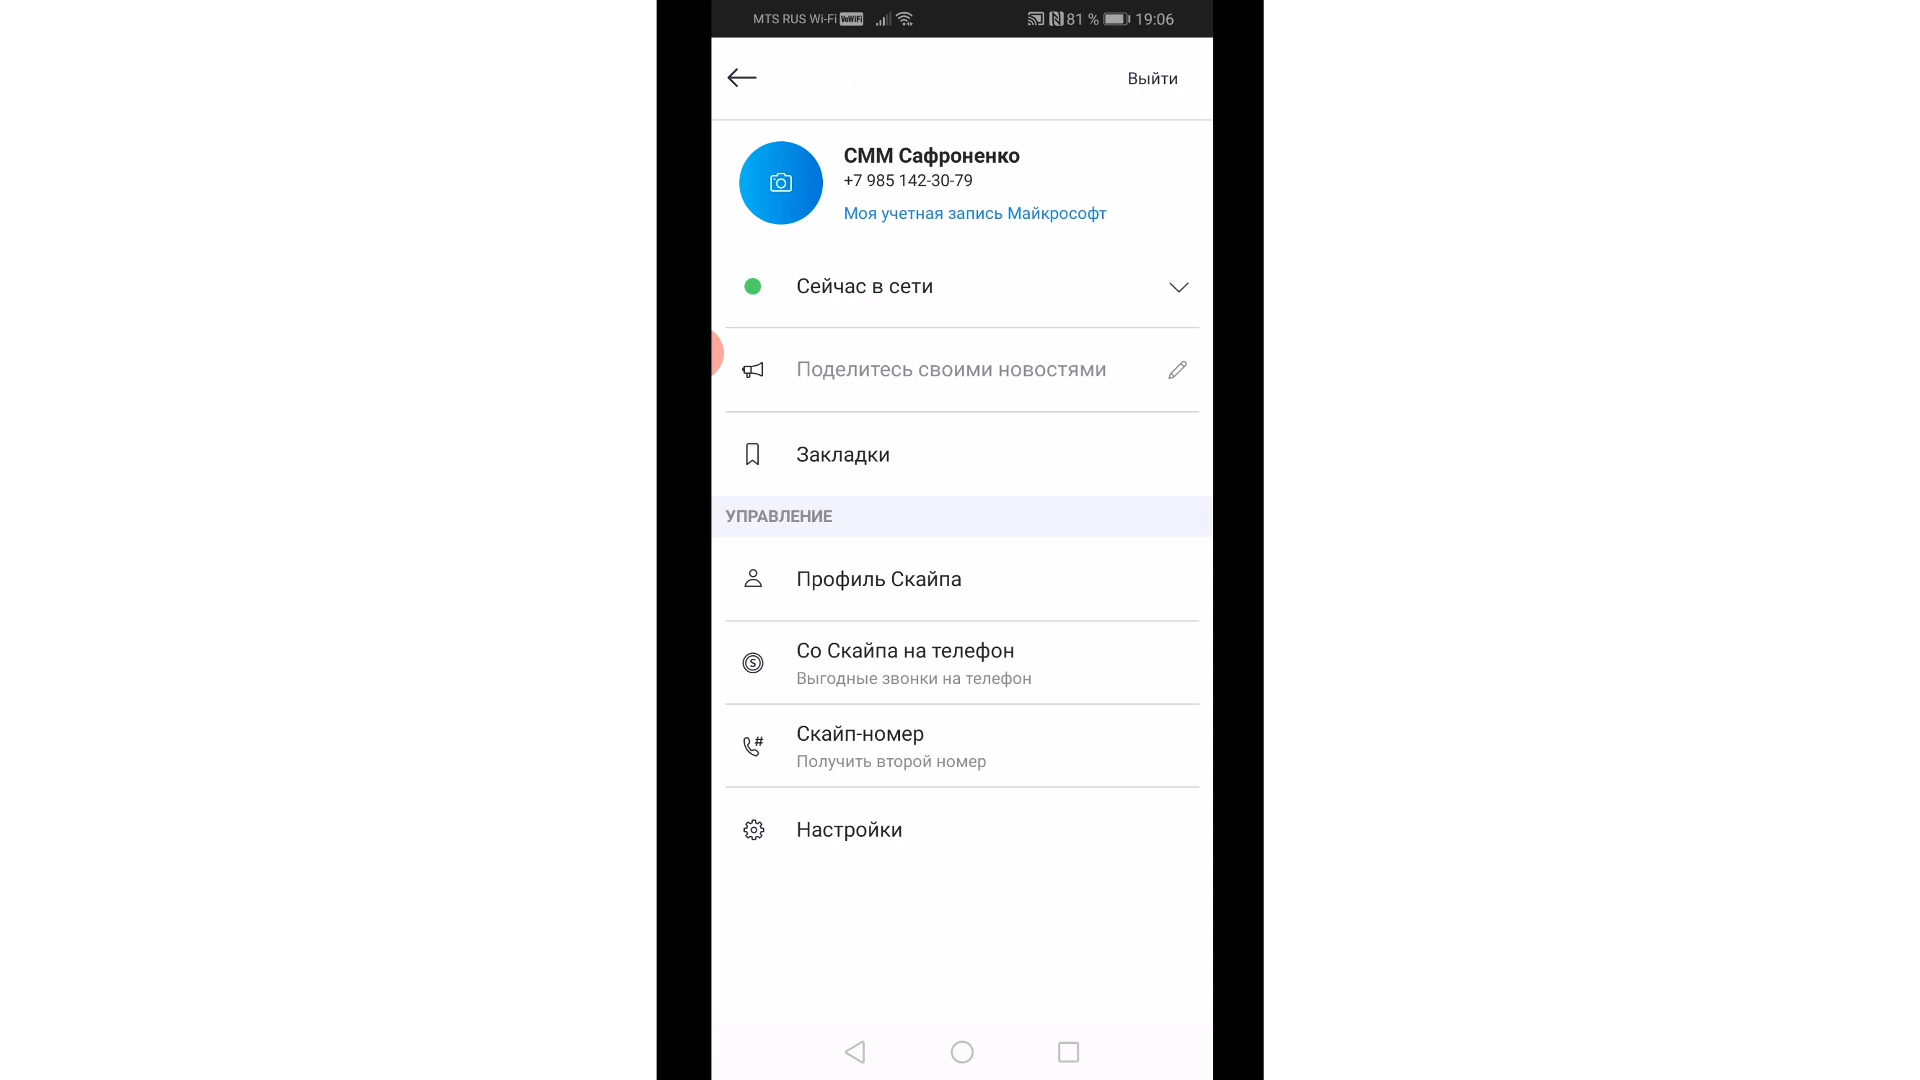 MTS RUS Wi-Fi VoWiFi 81 % 19:06
Выйти
СММ Сафроненко
+7 985 142-30-79
Моя учетная запись Майкрософт
Сейчас в сети
Поделитесь своими новостями
Закладки
УПРАВЛЕНИЕ
Профиль Скайпа
Со Скайпа на телефон
Выгодные звонки на телефон
Скайп-номер
Получить второй номер
Настройки